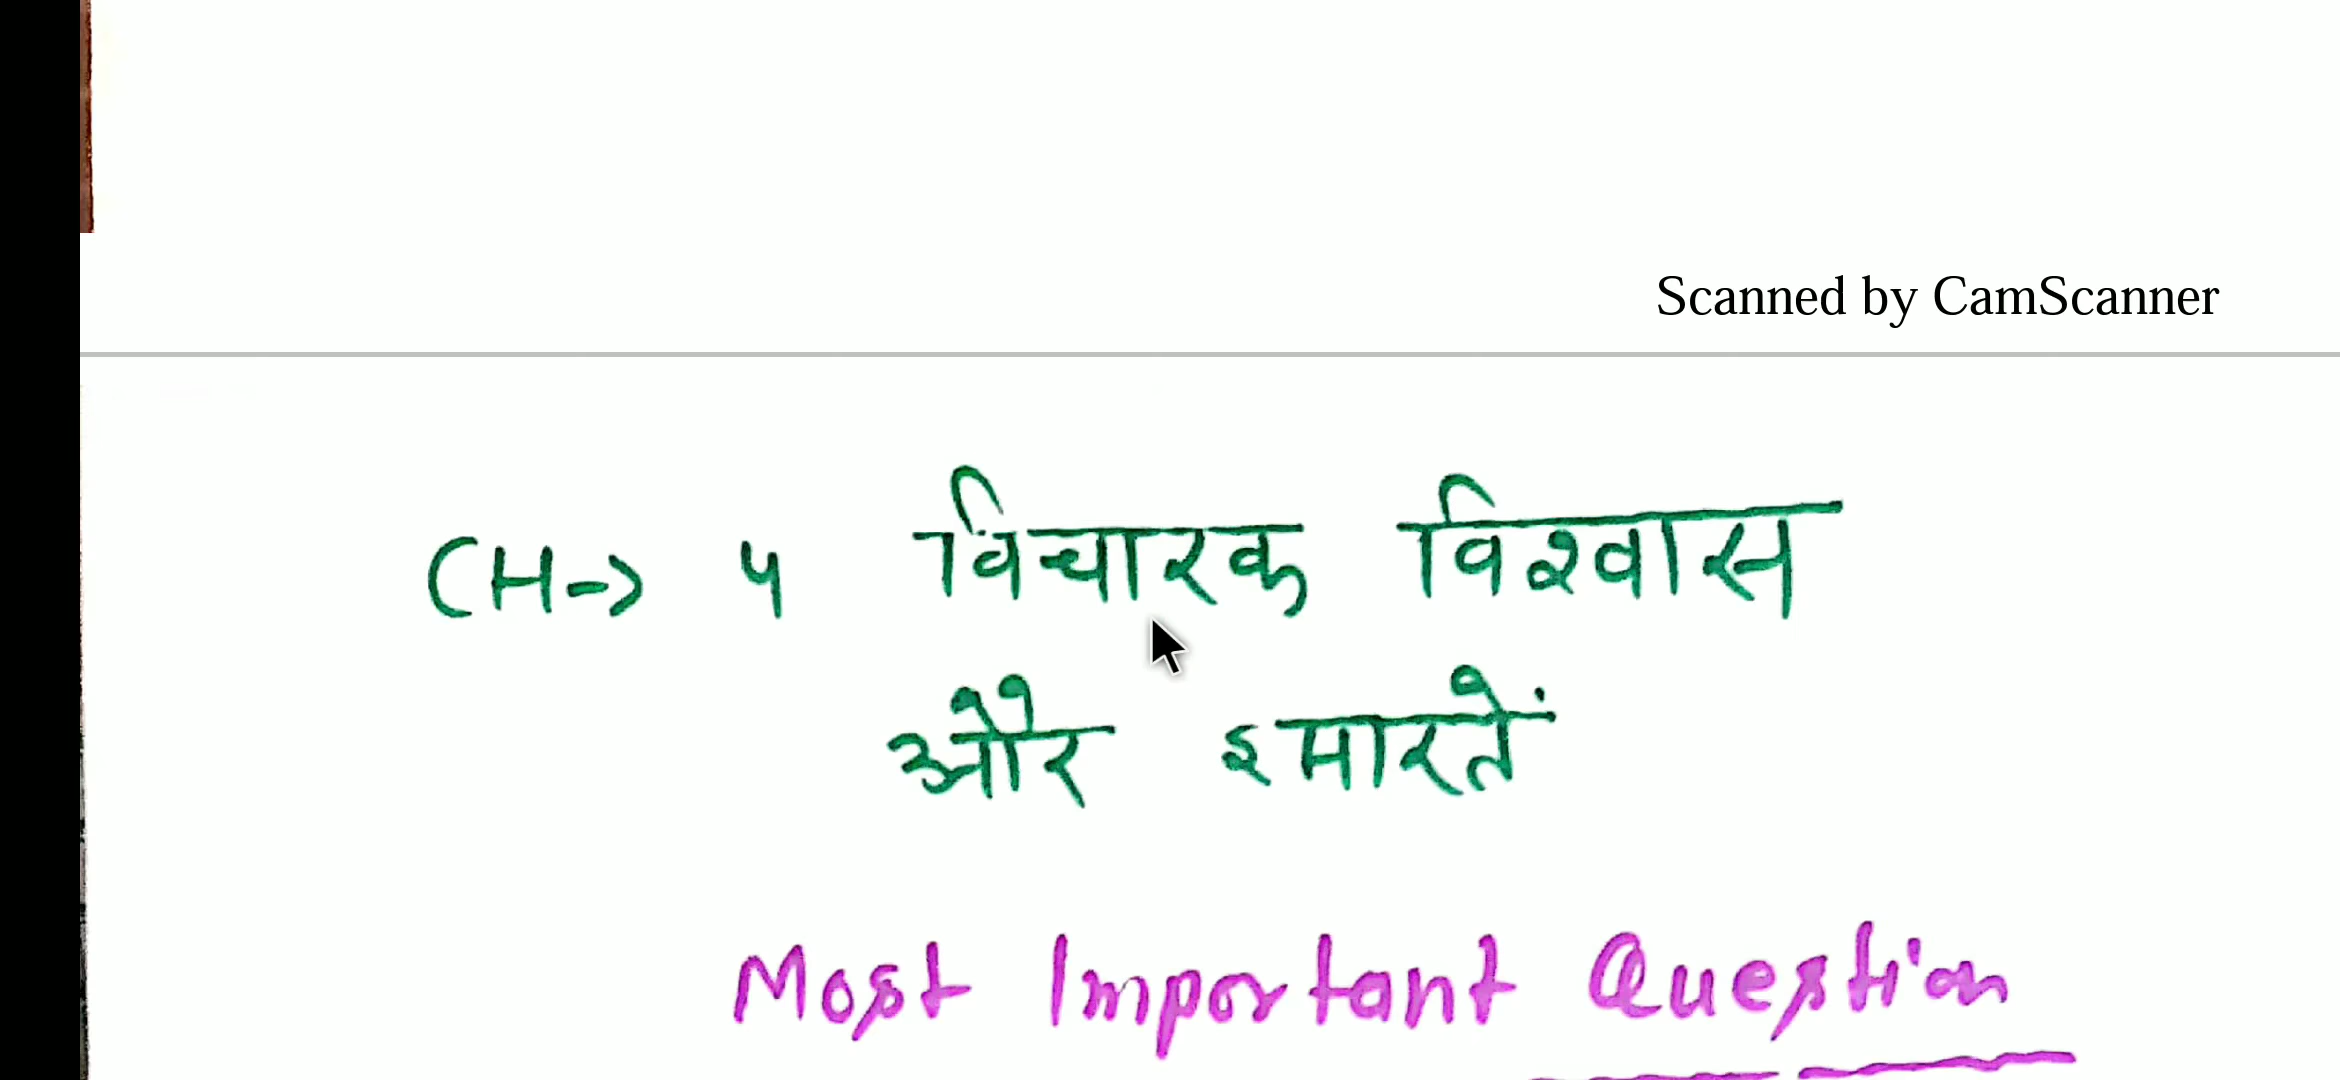 Scanned by CamScanner
CH-> 4 विचारक विश्वास
और इमारतें
Most Important Question